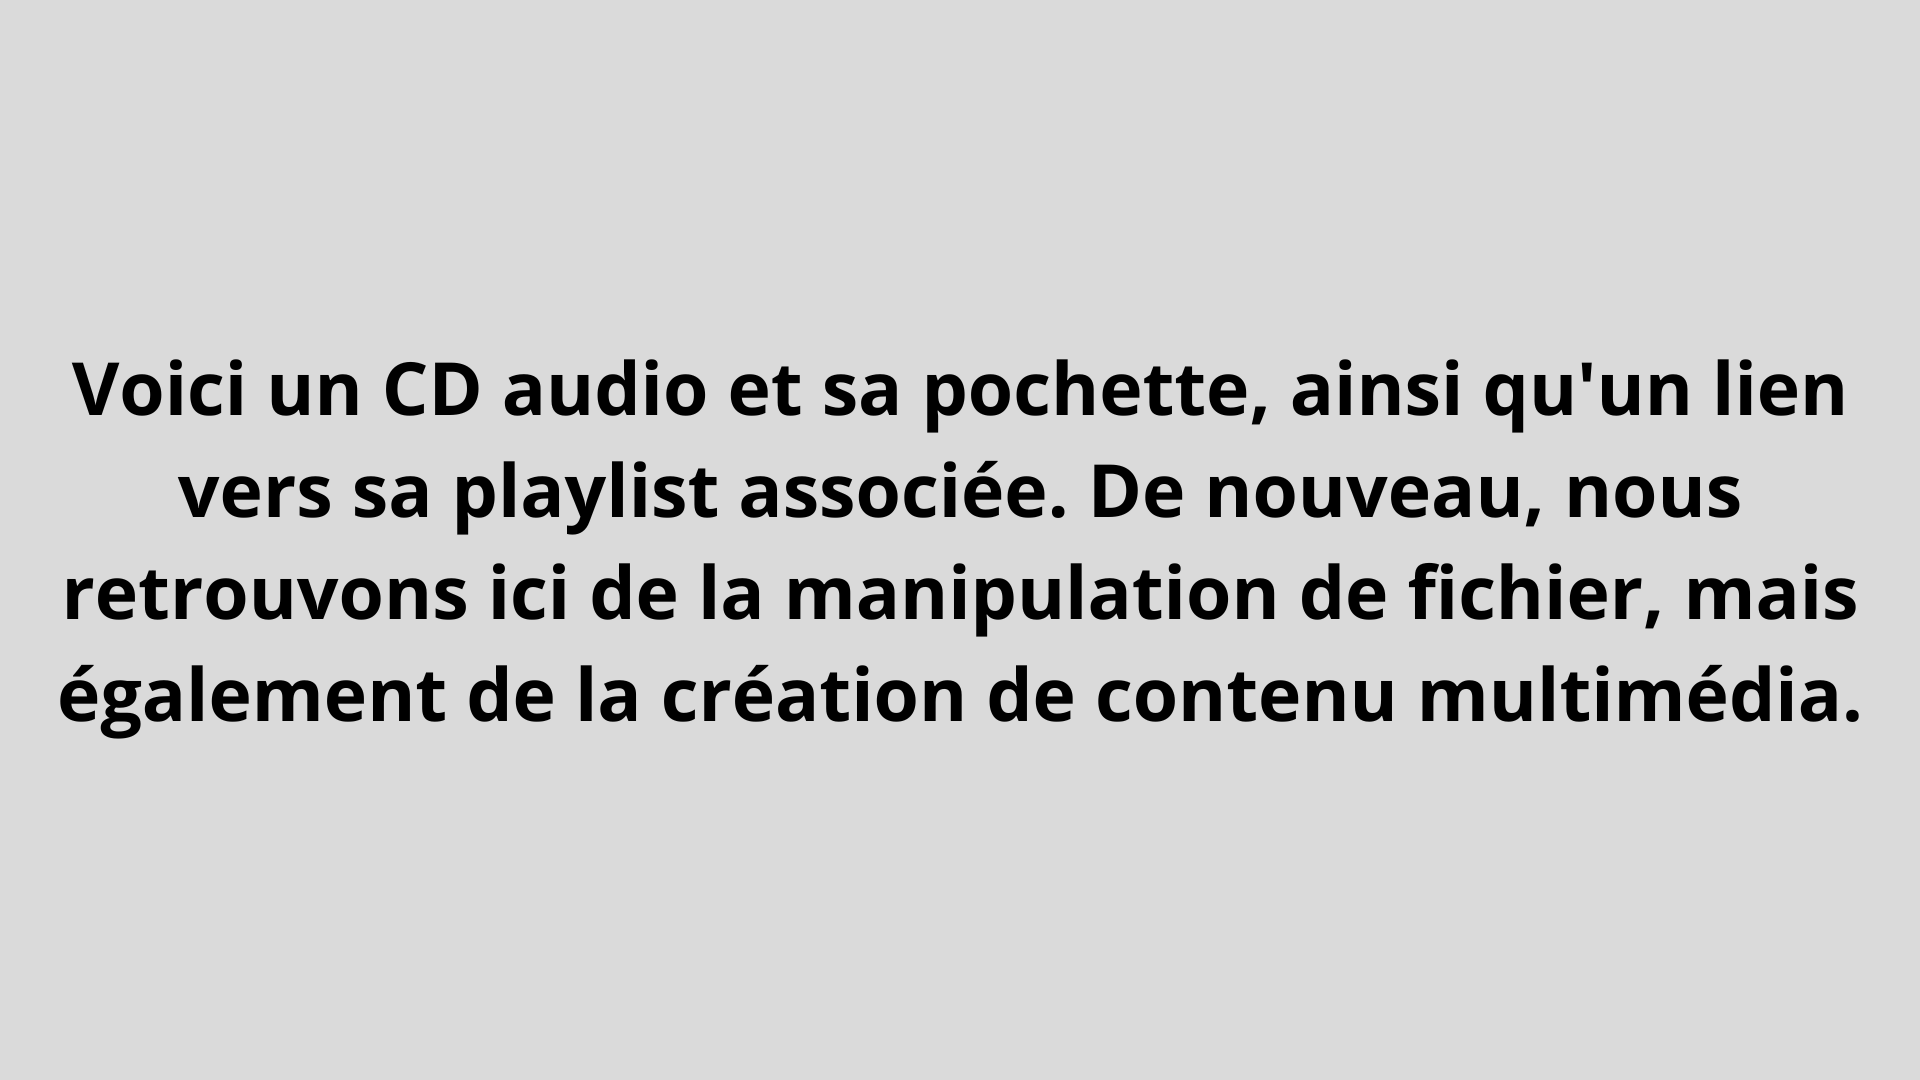 Voici un CD audio et sa pochette, ainsi qu'un lien
vers sa playlist associée. De nouveau, nous
retrouvons ici de la manipulation de fichier, mais
également de la création de contenu multimédia.